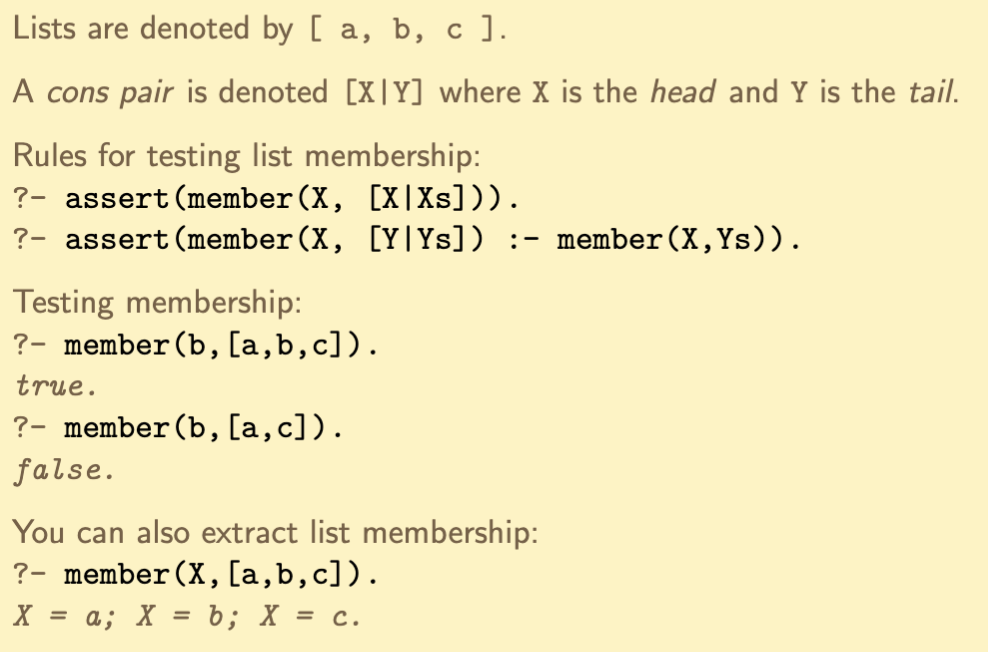 Lists are denoted by [ a, b, c ].
A cons pair is denoted [X|Y] where X is the head and Y is the tail.
Rules for testing list membership:
?- assert(member(X, [X|Xs])).
?- assert(member(X, [Y|Ys]) :- member(X,Ys)).
Testing membership:
?- member(b,[a,b,c]).
true.
?- member(b,[a,c]).
false.
You can also extract list membership:
?- member(X,[a,b,c]).
X = a; X = b; X = c.